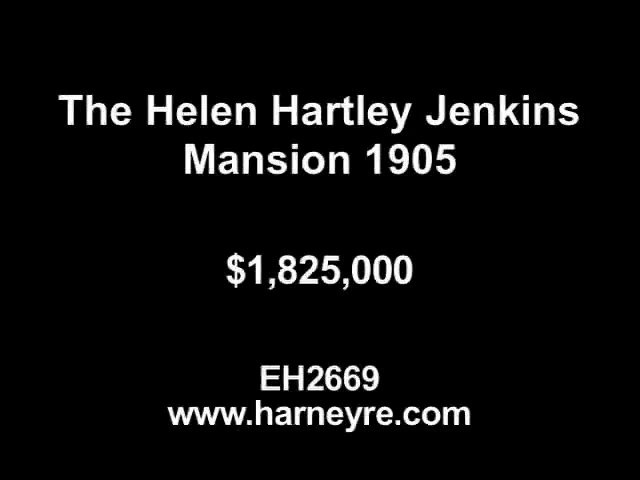 The Helen Hartley Jenkins
Mansion 1905
$1,825,000
EH2669
www.harneyre.com